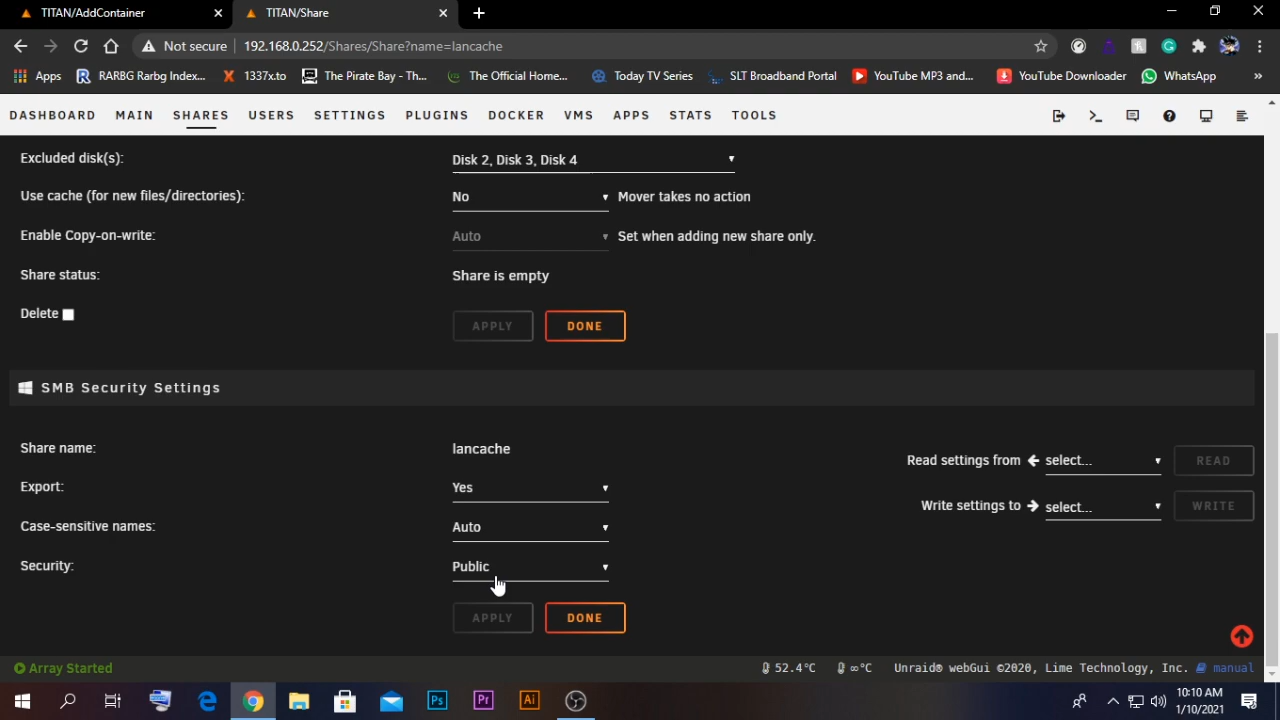 TITAN/AddContainer
TITAN/Share
Not secure
192.168.0.252/Shares/Share?name=lancache
Apps
RARBG Rarbg Index...
1337x.to
The Pirate Bay - Th...
The Official Home...
Today TV Series
SLT Broadband Portal
YouTube MP3 and...
YouTube Downloader
WhatsApp
»
DASHBOARD MAIN SHARES USERS SETTINGS PLUGINS DOCKER VMS APPS STATS TOOLS
Excluded disk(s): Disk 2, Disk 3, Disk 4
Use cache (for new files/directories): No Mover takes no action
Enable Copy-on-write: Auto Set when adding new share only.
Share status: Share is empty
Delete
APPLY DONE
SMB Security Settings
Share name: lancache
Read settings from select... READ
Export: Yes
Write settings to select... WRITE
Case-sensitive names: Auto
Security: Public
APPLY DONE
Array Started
52.4°C ∞°C Unraid® webGui ©2020, Lime Technology, Inc. manual
Ps
Pr
Ai
10:10 AM
1/10/2021